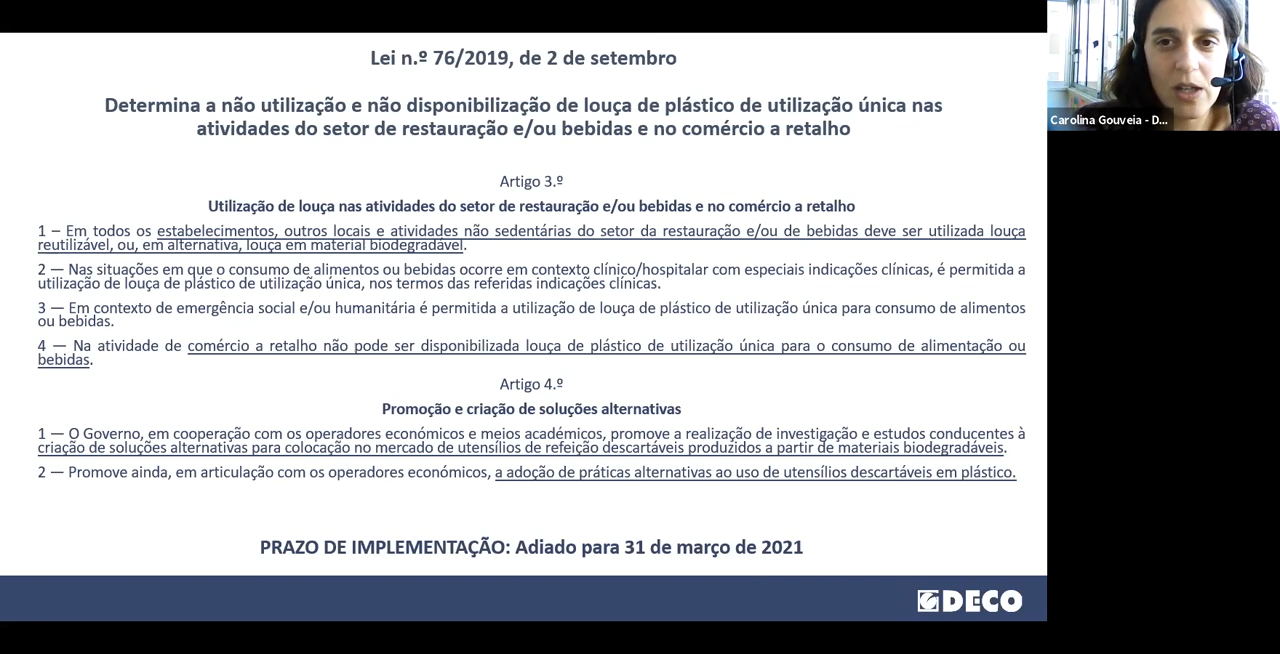 Lei n.º 76/2019, de 2 de setembro
Determina a não utilização e não disponibilização de louça de plástico de utilização única nas
atividades do setor de restauração e/ou bebidas e no comércio a retalho
Artigo 3.º
Utilização de louça nas atividades do setor de restauração e/ou bebidas e no comércio a retalho
1 – Em todos os estabelecimentos, outros locais e atividades não sedentárias do setor da restauração e/ou de bebidas deve ser utilizada louça
reutilizável, ou, em alternativa, louça em material biodegradável.
2 — Nas situações em que o consumo de alimentos ou bebidas ocorre em contexto clínico/hospitalar com especiais indicações clínicas, é permitida a
utilização de louça de plástico de utilização única, nos termos das referidas indicações clínicas.
3 — Em contexto de emergência social e/ou humanitária é permitida a utilização de louça de plástico de utilização única para consumo de alimentos
ou bebidas.
4 — Na atividade de comércio a retalho não pode ser disponibilizada louça de plástico de utilização única para o consumo de alimentação ou
bebidas.
Artigo 4.º
Promoção e criação de soluções alternativas
1 — O Governo, em cooperação com os operadores económicos e meios académicos, promove a realização de investigação e estudos conducentes à
criação de soluções alternativas para colocação no mercado de utensílios de refeição descartáveis produzidos a partir de materiais biodegradáveis.
2 — Promove ainda, em articulação com os operadores económicos, a adoção de práticas alternativas ao uso de utensílios descartáveis em plástico.
PRAZO DE IMPLEMENTAÇÃO: Adiado para 31 de março de 2021
DECO
Carolina Gouveia - D...